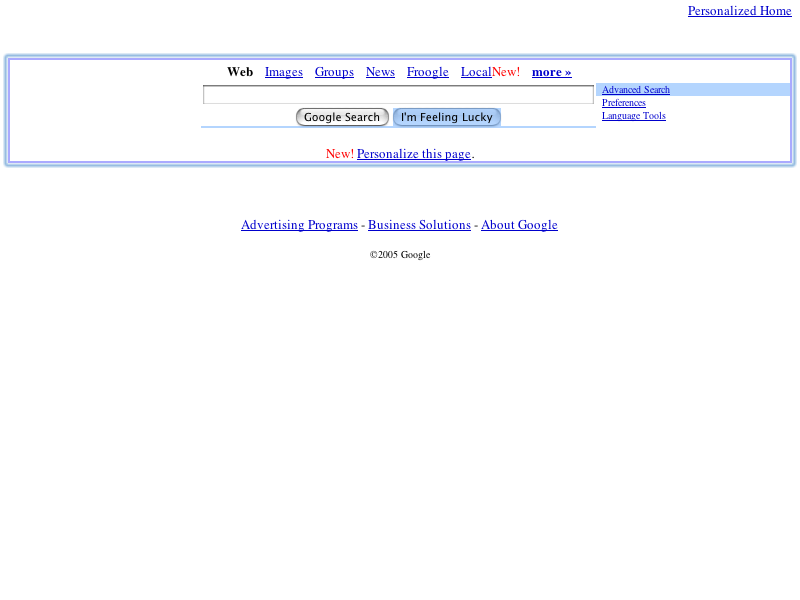 Personalized Home
Web Images Groups News Froogle LocalNew! more »
Advanced Search
Preferences
Language Tools
Google Search I'm Feeling Lucky
New! Personalize this page.
Advertising Programs - Business Solutions - About Google
©2005 Google